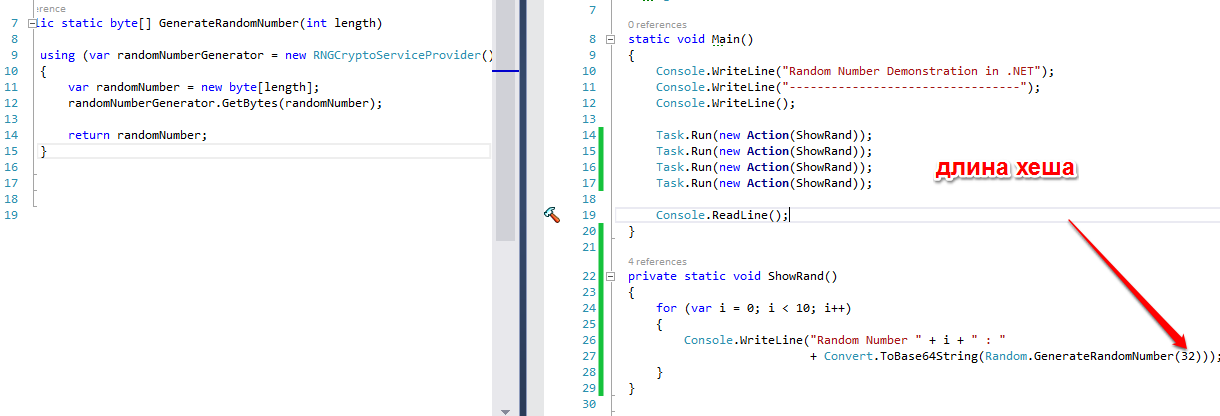 erence
7 lic static byte[] GenerateRandomNumber(int length)
8
9 using (var randomNumberGenerator = new RNGCryptoServiceProvider()
10 {
11 var randomNumber = new byte[length];
12 randomNumberGenerator.GetBytes(randomNumber);
13
14 return randomNumber;
15 }
16
17
18
19
7
0 references
8 static void Main()
9 {
10 Console.WriteLine("Random Number Demonstration in .NET");
11 Console.WriteLine("---------------------------------");
12 Console.WriteLine();
13
14 Task.Run(new Action(ShowRand));
15 Task.Run(new Action(ShowRand));
16 Task.Run(new Action(ShowRand));
17 Task.Run(new Action(ShowRand));
длина хеша
18
19 Console.ReadLine();
20 }
21
4 references
22 private static void ShowRand()
23 {
24 for (var i = 0; i < 10; i++)
25 {
26 Console.WriteLine("Random Number " + i + " : "
27 + Convert.ToBase64String(Random.GenerateRandomNumber(32)));
28 }
29 }
30